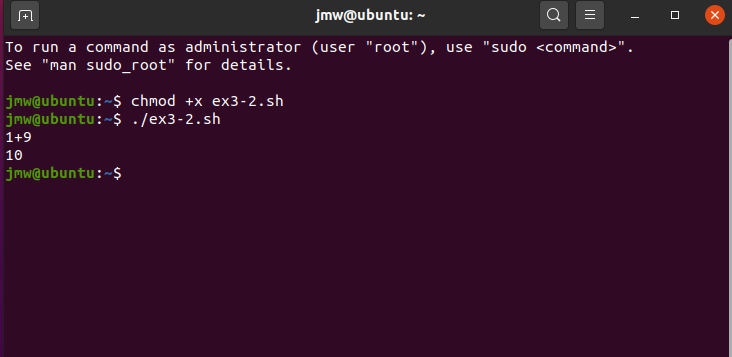 jmw@ubuntu: ~
To run a command as administrator (user "root"), use "sudo <command>".
See "man sudo_root" for details.
jmw@ubuntu:~$ chmod +x ex3-2.sh
jmw@ubuntu:~$ ./ex3-2.sh
1+9
10
jmw@ubuntu:~$